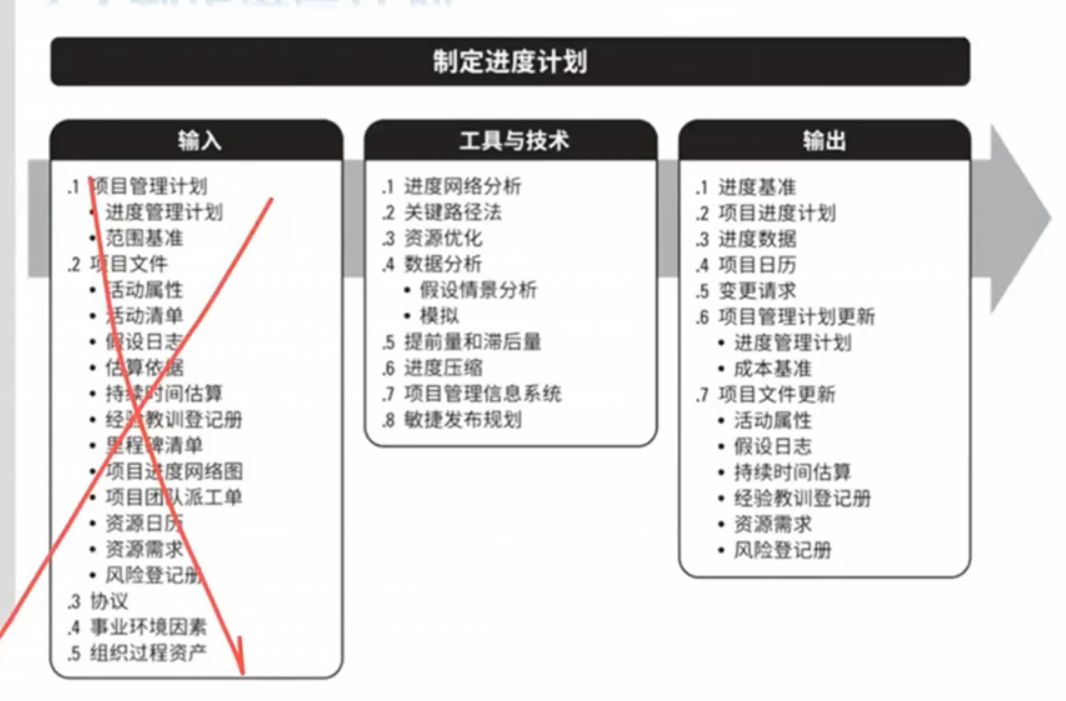 制定进度计划
输入
.1 项目管理计划
• 进度管理计划
• 范围基准
.2 项目文件
• 活动属性
• 活动清单
• 假设日志
• 估算依据
• 持续时间估算
• 经验教训登记册
• 里程碑清单
• 项目进度网络图
• 项目团队派工单
• 资源日历
• 资源需求
• 风险登记册
.3 协议
.4 事业环境因素
.5 组织过程资产
工具与技术
.1 进度网络分析
.2 关键路径法
.3 资源优化
.4 数据分析
• 假设情景分析
• 模拟
.5 提前量和滞后量
.6 进度压缩
.7 项目管理信息系统
.8 敏捷发布规划
输出
.1 进度基准
.2 项目进度计划
.3 进度数据
.4 项目日历
.5 变更请求
.6 项目管理计划更新
• 进度管理计划
• 成本基准
.7 项目文件更新
• 活动属性
• 假设日志
• 持续时间估算
• 经验教训登记册
• 资源需求
• 风险登记册